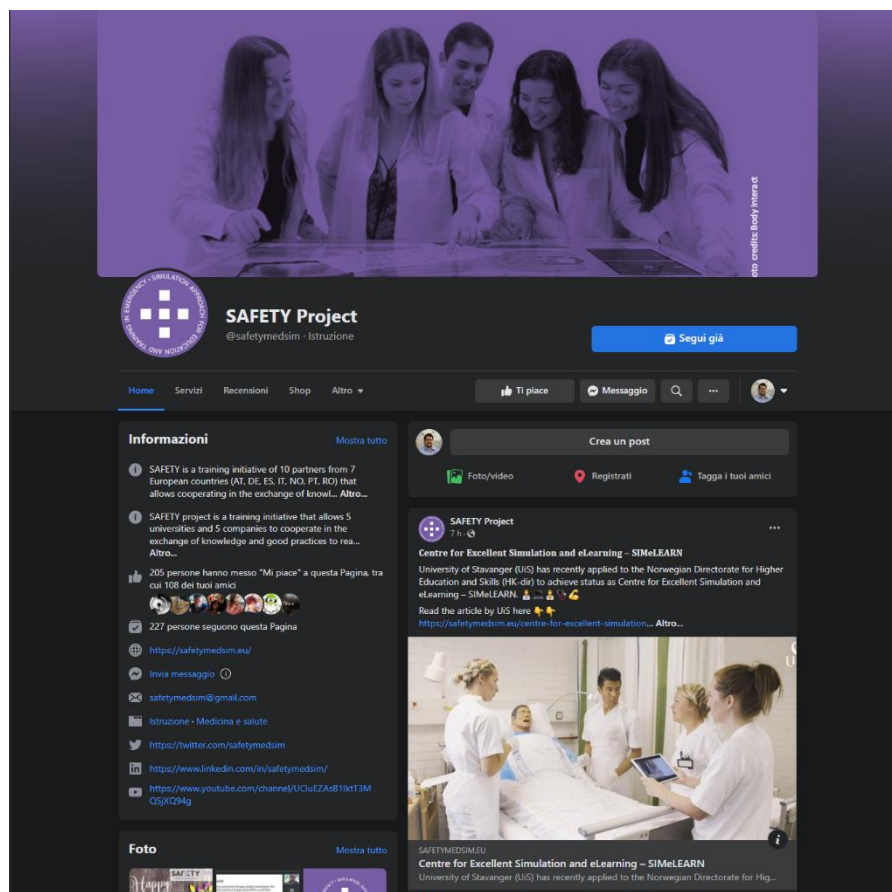 oto credits: Body Interact
SIMULATION APPROACH FOR EDUCATION AND TRAINING IN EMERGENCY
SAFETY Project
@safetymedsim · Istruzione
Segui già
Home Servizi Recensioni Shop Altro
Ti piace Messaggio
Informazioni Mostra tutto
SAFETY is a training initiative of 10 partners from 7
European countries (AT, DE, ES, IT, NO, PT, RO) that
allows cooperating in the exchange of knowl... Altro...
SAFETY project is a training initiative that allows 5
universities and 5 companies to cooperate in the
exchange of knowledge and good practices to rea...
Altro...
205 persone hanno messo "Mi piace" a questa Pagina, tra
cui 108 dei tuoi amici
227 persone seguono questa Pagina
https://safetymedsim.eu/
Invia messaggio
safetymedsim@gmail.com
Istruzione · Medicina e salute
https://twitter.com/safetymedsim
https://www.linkedin.com/in/safetymedsim/
Foto Mostra tutto
Happy
SAFETY
Crea un post
Foto/video Registrati Tagga i tuoi amici
SAFETY Project
7 h
Centre for Excellent Simulation and eLearning – SIMeLEARN
University of Stavanger (UiS) has recently applied to the Norwegian Directorate for Higher
Education and Skills (HK-dir) to achieve status as Centre for Excellent Simulation and
eLearning – SIMeLEARN.
Read the article by UiS here
https://safetymedsim.eu/centre-for-excellent-simulation... Altro...
SAFETYMEDSIM.EU
Centre for Excellent Simulation and eLearning – SIMeLEARN
University of Stavanger (UiS) has recently applied to the Norwegian Directorate for Hig...